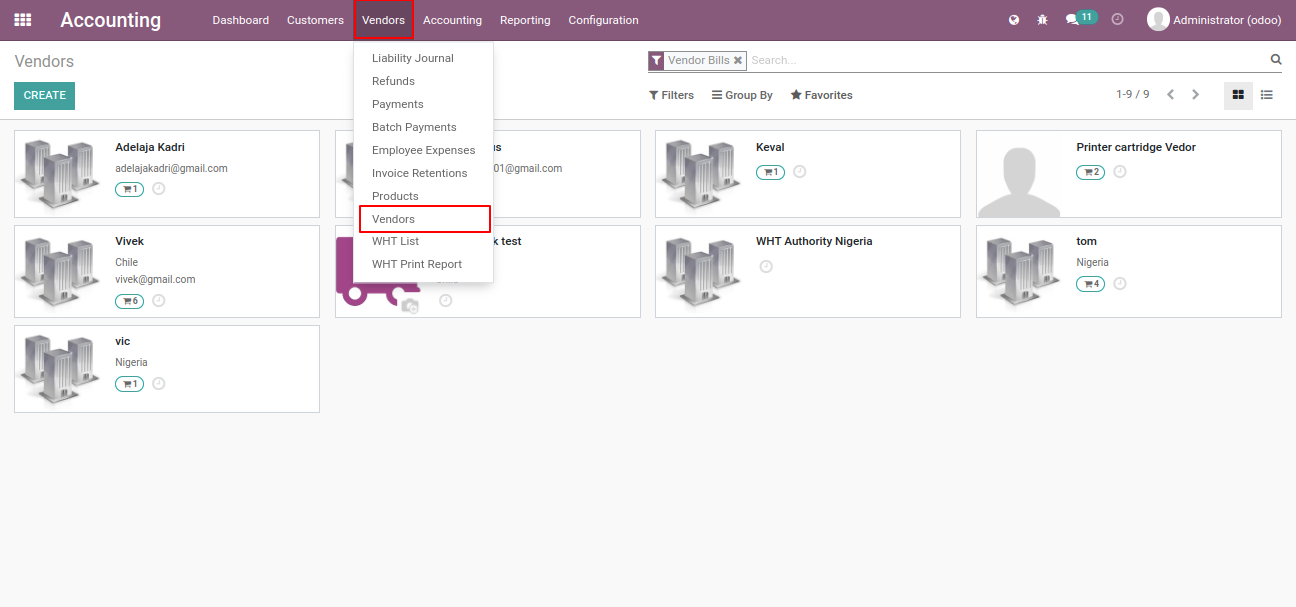 Accounting Dashboard Customers Vendors Accounting Reporting Configuration 11 Administrator (odoo)
Vendors
Vendor Bills Search...
CREATE
Filters Group By Favorites 1-9 / 9
Liability Journal
Refunds
Payments
Batch Payments
Employee Expenses
Invoice Retentions
Products
Vendors
WHT List
WHT Print Report
Adelaja Kadri
adelajakadri@gmail.com
1
us
01@gmail.com
Keval
1
Printer cartridge Vedor
2
Vivek
Chile
vivek@gmail.com
6
k test
WHT Authority Nigeria
tom
Nigeria
4
vic
Nigeria
1